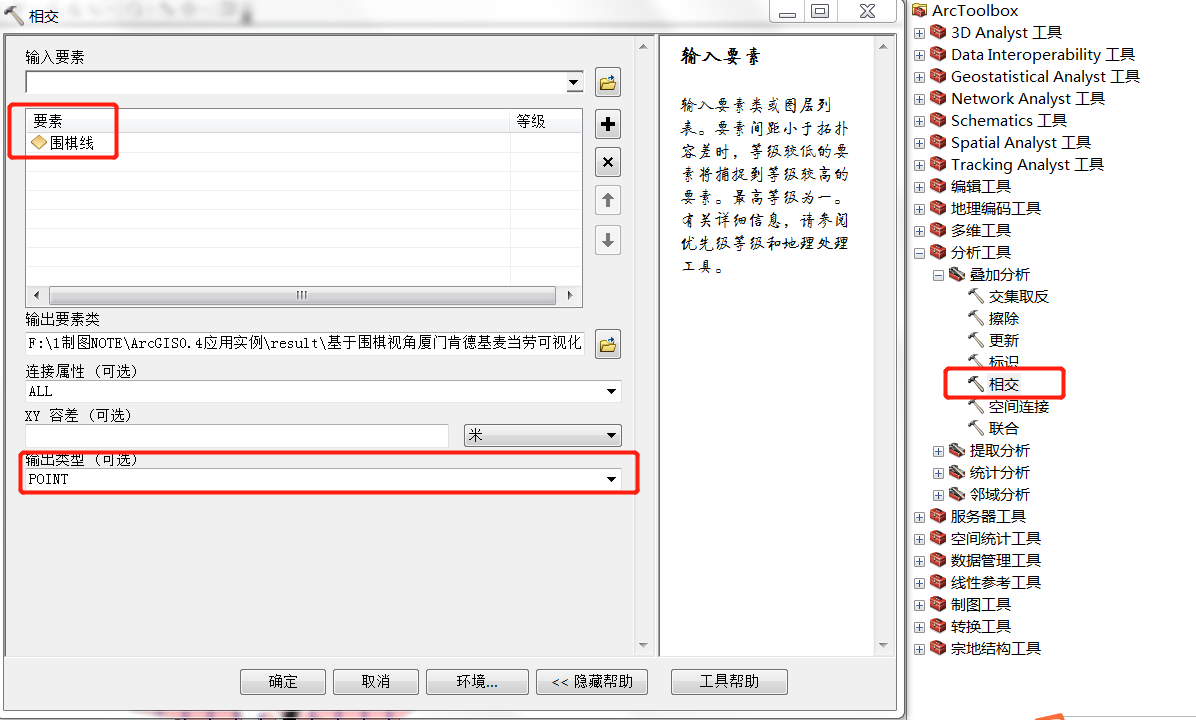 相交
输入要素
要素
等级
围棋线
输出要素类
F:\1制图NOTE\ArcGIS0.4应用实例\result\基于围棋视角厦门肯德基麦当劳可视化
连接属性（可选）
ALL
XY 容差（可选）
米
输出类型（可选）
POINT
确定
取消
环境...
<< 隐藏帮助
工具帮助
输入要素
输入要素类或图层列
表。要素间距小于拓扑
容差时，等级较低的要
素将捕捉到等级较高的
要素。最高等级为一。
有关详细信息，请参阅
优先级等级和地理处理
工具。
ArcToolbox
3D Analyst 工具
Data Interoperability 工具
Geostatistical Analyst 工具
Network Analyst 工具
Schematics 工具
Spatial Analyst 工具
Tracking Analyst 工具
编辑工具
地理编码工具
多维工具
分析工具
叠加分析
交集取反
擦除
更新
标识
相交
空间连接
联合
提取分析
统计分析
邻域分析
服务器工具
空间统计工具
数据管理工具
线性参考工具
制图工具
转换工具
宗地结构工具